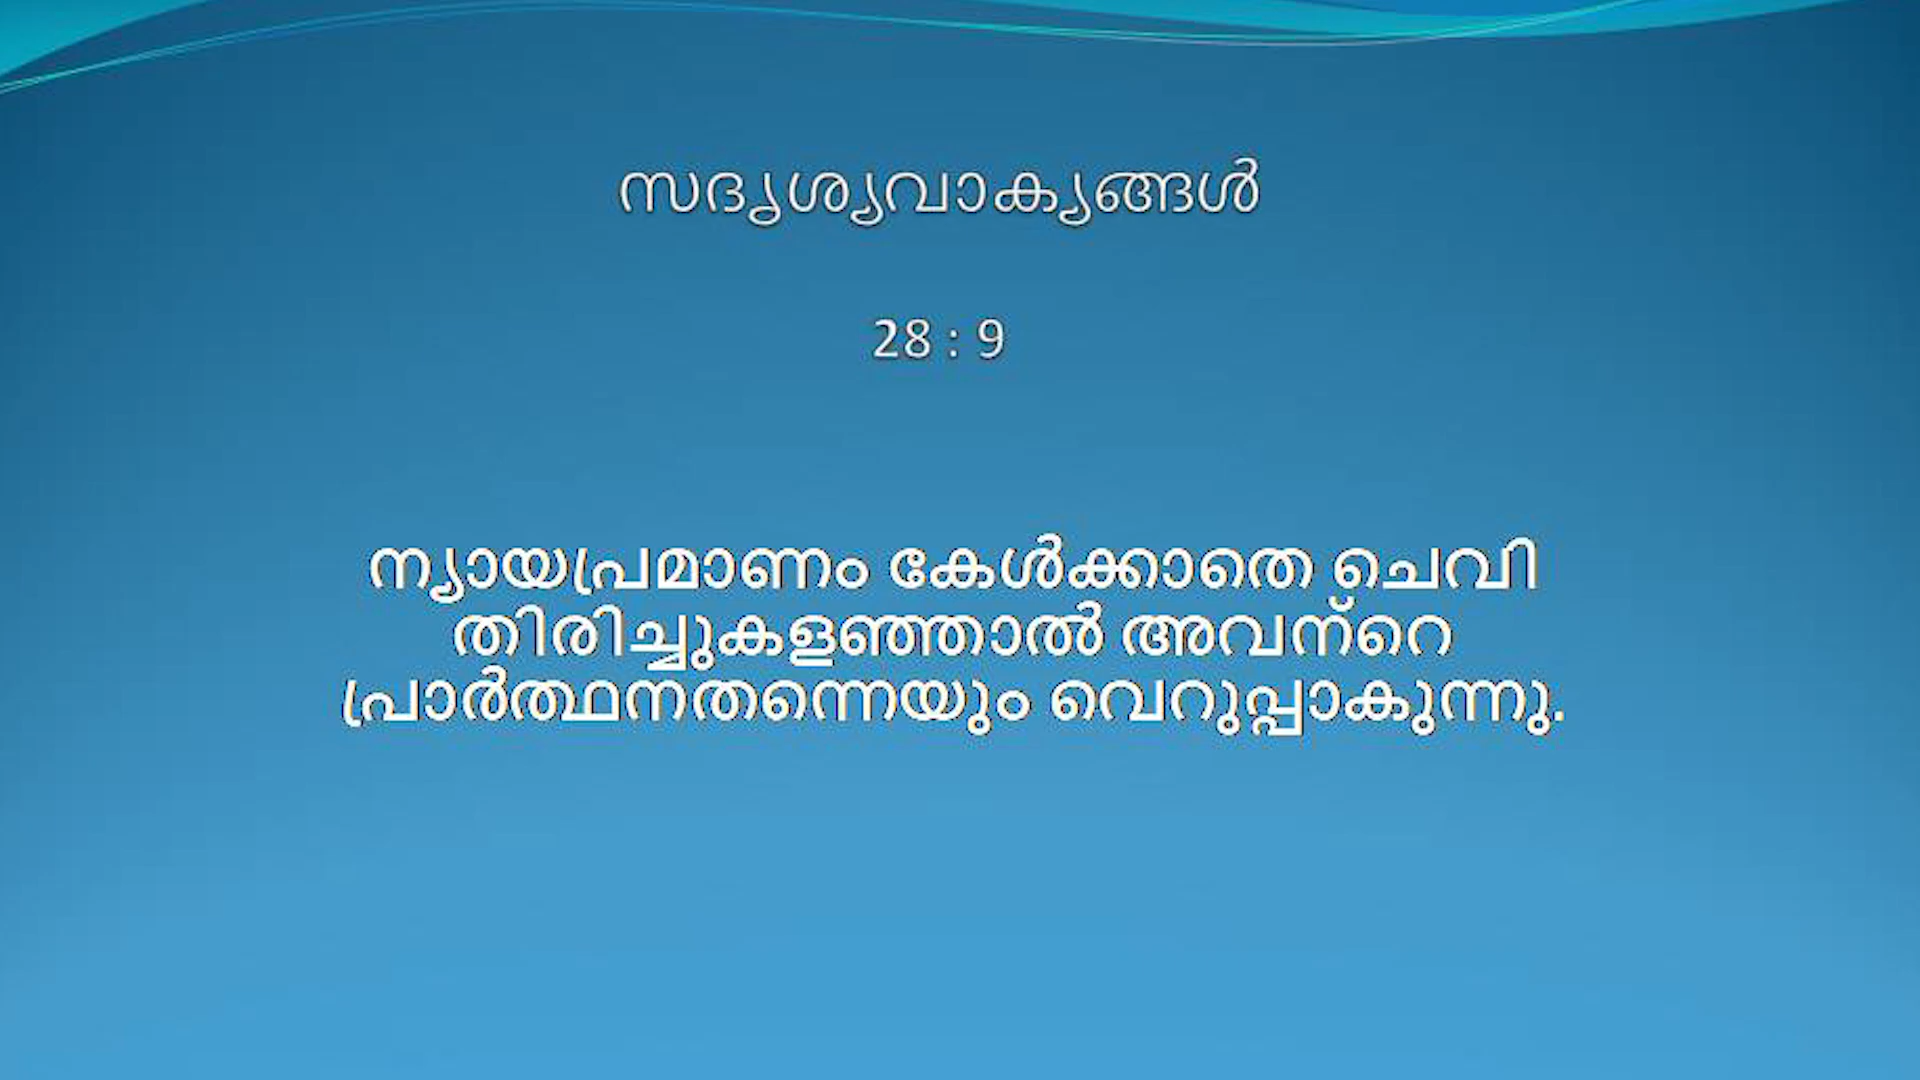 സദൃശ്യവാക്യങ്ങൾ
28 : 9
ന്യായപ്രമാണം കേൾക്കാതെ ചെവി
തിരിച്ചുകളഞ്ഞാൽ അവന്റെ
പ്രാർത്ഥനതന്നെയും വെറുപ്പാകുന്നു.